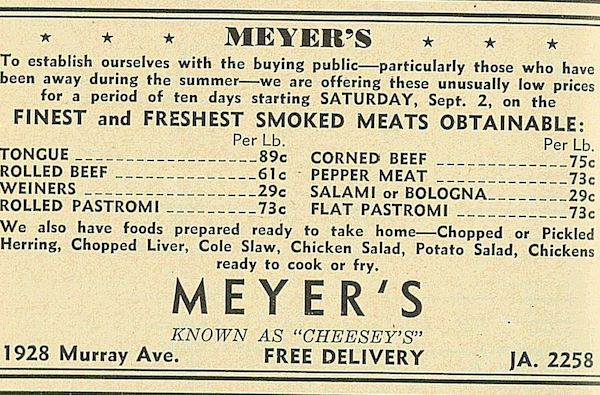 ★ ★ ★ MEYER'S ★ ★ ★
To establish ourselves with the buying public—particularly those who have
been away during the summer—we are offering these unusually low prices
for a period of ten days starting SATURDAY, Sept. 2, on the
FINEST and FRESHEST SMOKED MEATS OBTAINABLE:
Per Lb.
TONGUE 89c
ROLLED BEEF 61c
WEINERS 29c
ROLLED PASTROMI 73c
Per Lb.
CORNED BEEF 75c
PEPPER MEAT 73c
SALAMI or BOLOGNA 29c
FLAT PASTROMI 73c
We also have foods prepared ready to take home—Chopped or Pickled
Herring, Chopped Liver, Cole Slaw, Chicken Salad, Potato Salad, Chickens
ready to cook or fry.
MEYER'S
KNOWN AS "CHEESEY'S"
1928 Murray Ave. FREE DELIVERY JA. 2258